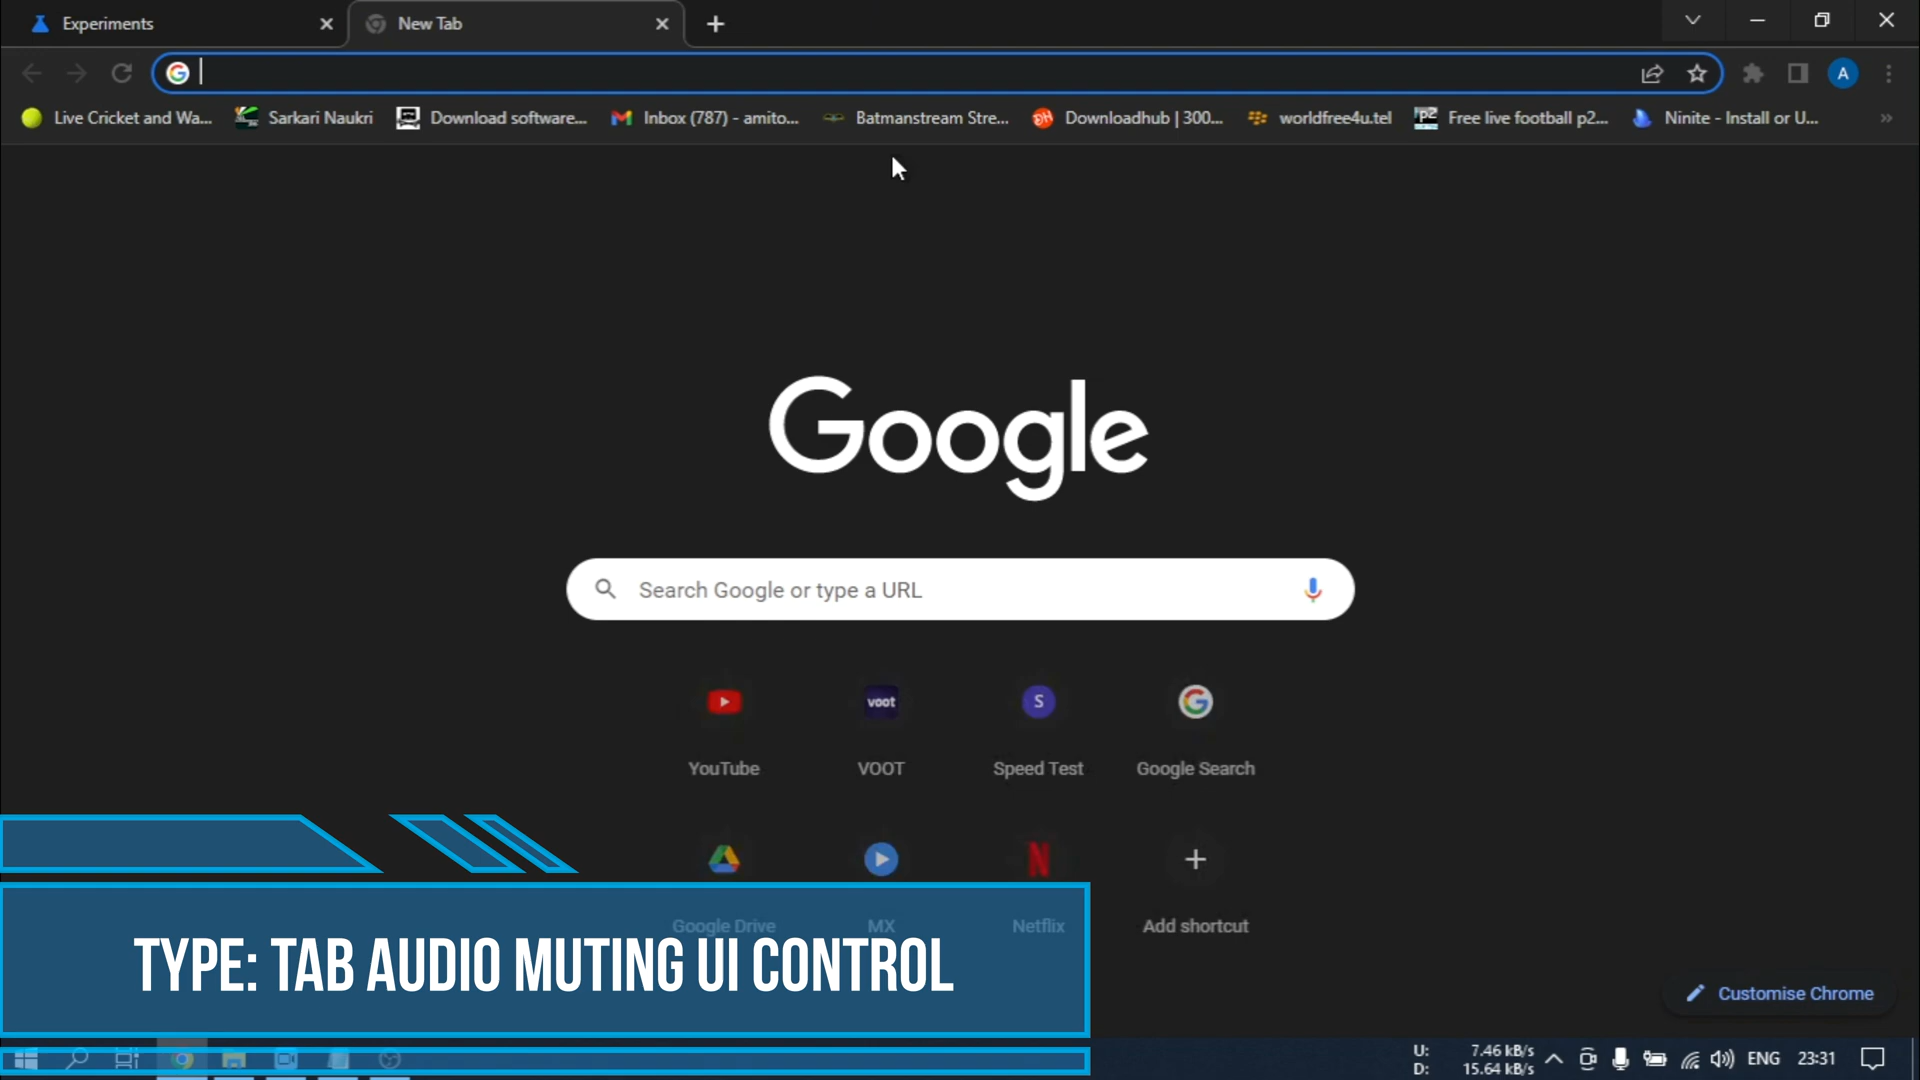 Experiments
New Tab
Live Cricket and Wa...
Sarkari Naukri
Download software...
Inbox (787) - amito...
Batmanstream Stre...
Downloadhub | 300...
worldfree4u.tel
Free live football p2...
Ninite - Install or U...
A
Google
Search Google or type a URL
YouTube
voot
VOOT
S
Speed Test
Google Search
Google Drive
MX
Netflix
Add shortcut
TYPE: TAB AUDIO MUTING UI CONTROL
Customise Chrome
U: 7.46 kB/s
D: 15.64 kB/s
ENG
23:31